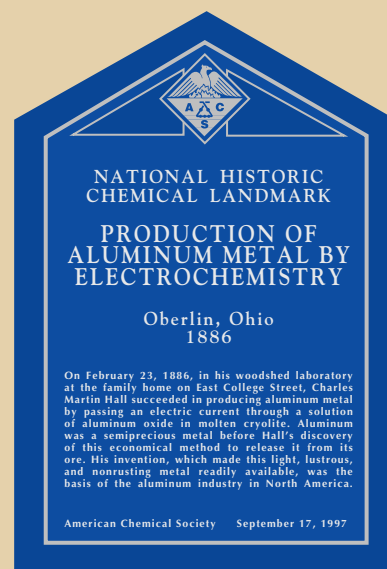 A C
S
NATIONAL HISTORIC
CHEMICAL LANDMARK
PRODUCTION OF
ALUMINUM METAL BY
ELECTROCHEMISTRY
Oberlin, Ohio
1886
On February 23, 1886, in his woodshed laboratory
at the family home on East College Street, Charles
Martin Hall succeeded in producing aluminum metal
by passing an electric current through a solution
of aluminum oxide in molten cryolite. Aluminum
was a semiprecious metal before Hall's discovery
of this economical method to release it from its
ore. His invention, which made this light, lustrous,
and nonrusting metal readily available, was the
basis of the aluminum industry in North America.
American Chemical Society September 17, 1997